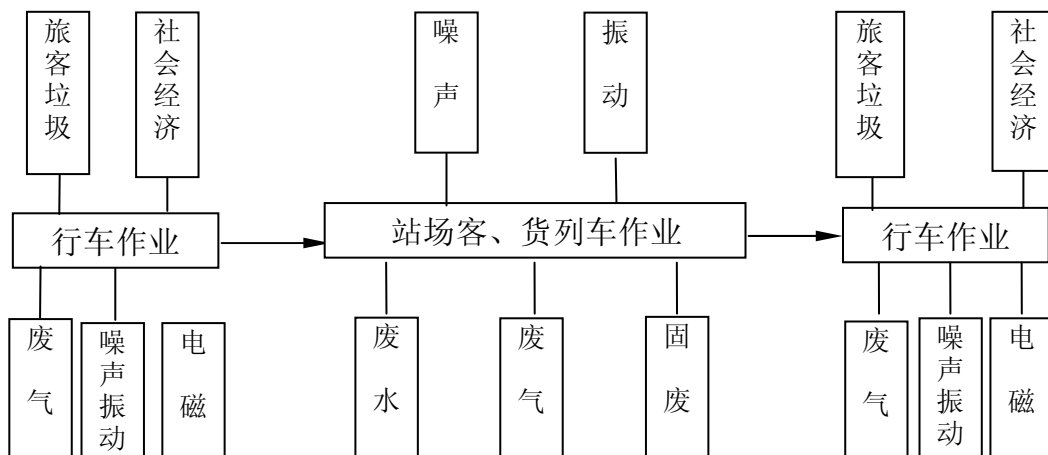 旅客垃圾
社会经济
噪声
振动
旅客垃圾
社会经济
行车作业
站场客、货列车作业
行车作业
废气
噪声振动
电磁
废水
废气
固废
废气
噪声振动
电磁